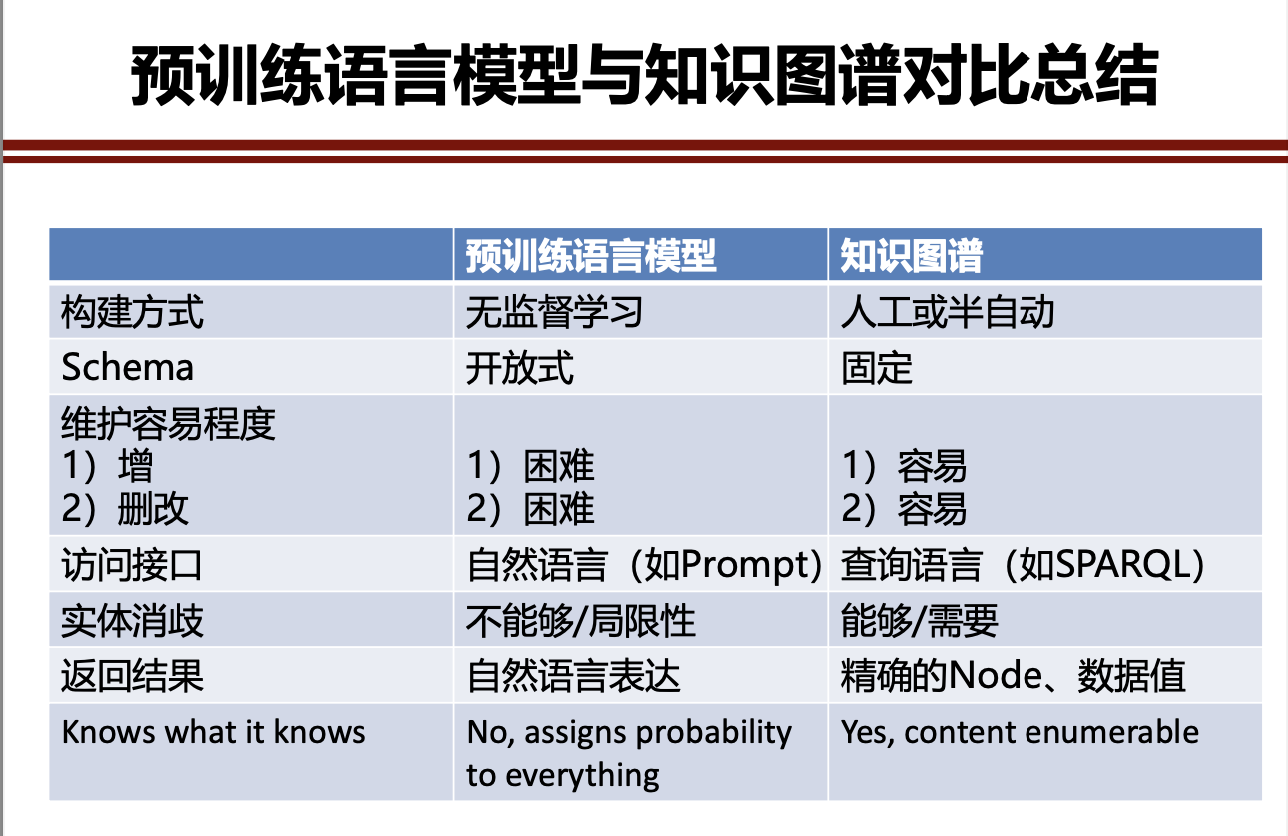 预训练语言模型与知识图谱对比总结
预训练语言模型 知识图谱
构建方式 无监督学习 人工或半自动
Schema 开放式 固定
维护容易程度
1）增 1）困难 1）容易
2）删改 2）困难 2）容易
访问接口 自然语言（如Prompt） 查询语言（如SPARQL）
实体消歧 不能够/局限性 能够/需要
返回结果 自然语言表达 精确的Node、数据值
Knows what it knows No, assigns probability Yes, content enumerable
to everything